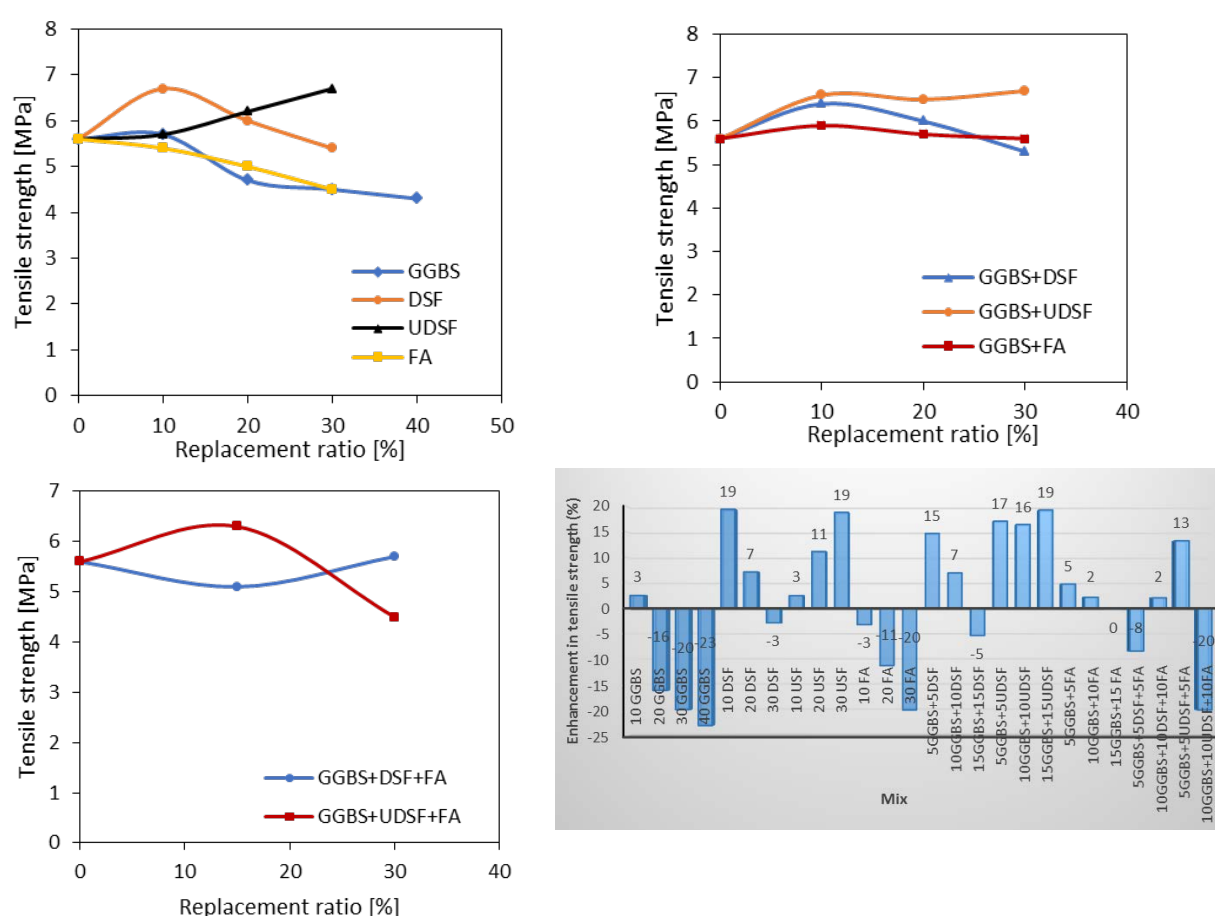 8
7
6
5
4
3
2
1
0
Tensile strength [MPa]
GGBS
DSF
UDSF
FA
0 10 20 30 40 50
Replacement ratio [%]
8
7
6
5
4
3
2
1
0
Tensile strength [MPa]
GGBS+DSF
GGBS+UDSF
GGBS+FA
0 10 20 30 40
Replacement ratio [%]
7
6
5
4
3
2
1
0
Tensile strength [MPa]
GGBS+DSF+FA
GGBS+UDSF+FA
0 10 20 30 40
Replacement ratio [%]
20
15
10
5
0
-5
-10
-15
-20
-25
Enhancement in tensile strength (%)
3
-16
-20
-23
19
7
-3
3
11
19
-3
-11
-20
15
7
-5
17
16
19
5
2
0
-8
2
13
-20
10 GGBS
20 GGBS
30 GGBS
40 GGBS
10 DSF
20 DSF
30 DSF
10 USF
20 USF
30 USF
10 FA
20 FA
30 FA
5GGBS+5DSF
10GGBS+10DSF
15GGBS+15DSF
5GGBS+5UDSF
10GGBS+10UDSF
15GGBS+15UDSF
5GGBS+5FA
10GGBS+10FA
15GGBS+15 FA
5GGBS+5DSF+5FA
10GGBS+10DSF+10FA
5GGBS+5UDSF+5FA
10GGBS+10UDSF+10FA
Mix